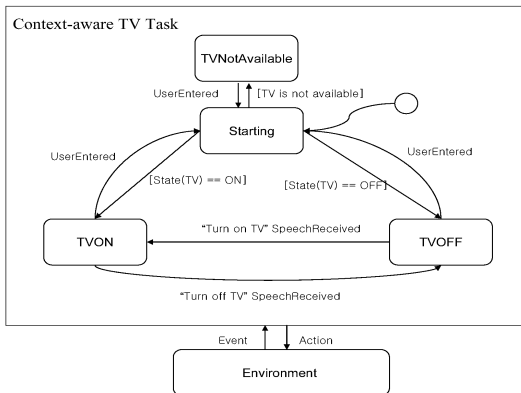 Context-aware TV Task
TVNotAvailable
UserEntered
[TV is not available]
Starting
UserEntered
UserEntered
[State(TV) == ON]
[State(TV) == OFF]
"Turn on TV" SpeechReceived
TVON
TVOFF
"Turn off TV" SpeechReceived
Event
Action
Environment